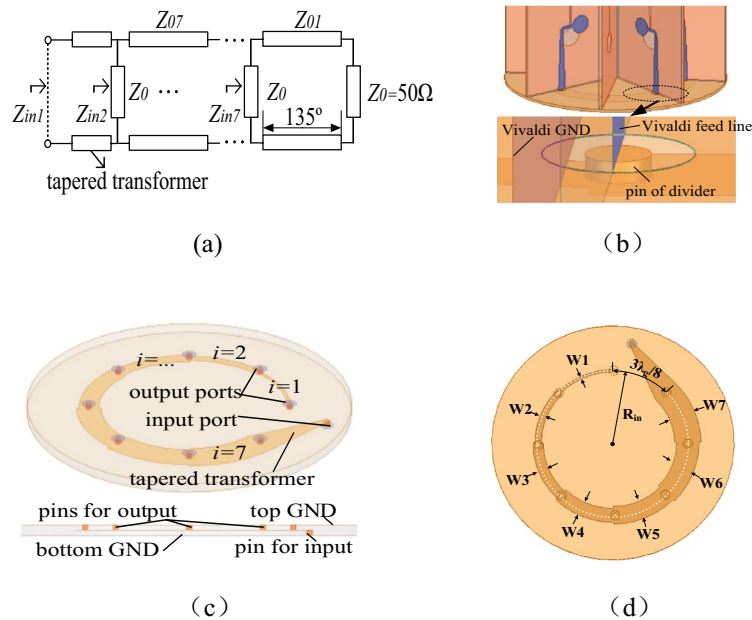 Z07
Z01
Zin1
Zin2
Z0
...
Zin7
Z0
135º
Z0=50Ω
tapered transformer
(a)
Vivaldi GND
Vivaldi feed line
pin of divider
(b)
i=...
i=2
output ports
i=1
input port
i=7
tapered transformer
pins for output
top GND
bottom GND
pin for input
(c)
3λg/8
W1
W2
W7
Rin
W3
W6
W4
W5
(d)